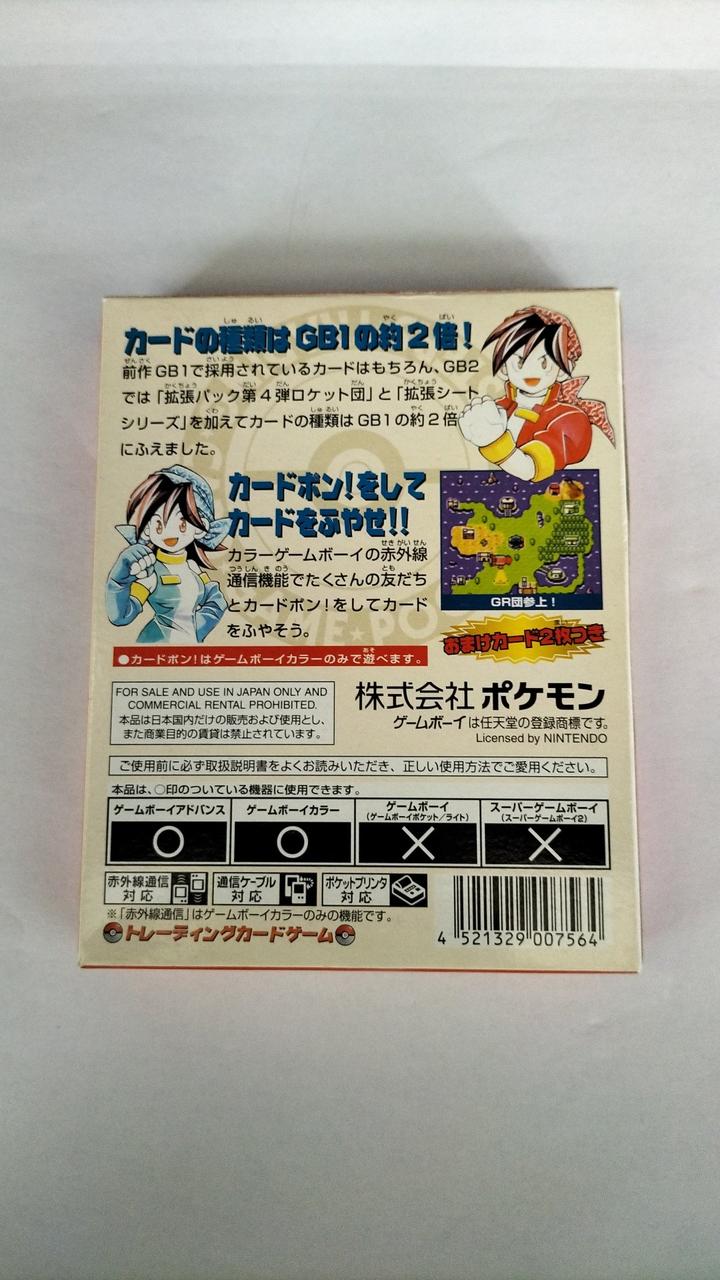 カードの種類はGB1の約2倍！
前作GB1で採用されているカードはもちろん、GB2
では「拡張パック第4弾ロケット団」と「拡張シート
シリーズ」を加えてカードの種類はGB1の約2倍
にふえました。
カードポン！をして
カードをふやせ！！
カラーゲームボーイの赤外線
通信機能でたくさんの友だち
とカードポン！をしてカード
をふやそう。
●カードポン！はゲームボーイカラーのみで遊べます。
GR団参上！
おまけカード2枚つき
FOR SALE AND USE IN JAPAN ONLY AND
COMMERCIAL RENTAL PROHIBITED.
本品は日本国内だけの販売および使用とし、
また商業目的の賃貸は禁止されています。
株式会社 ポケモン
ゲームボーイは任天堂の登録商標です。
Licensed by NINTENDO
ご使用前に必ず取扱説明書をよくお読みいただき、正しい使用方法でご愛用ください。
本品は、○印のついている機器に使用できます。
ゲームボーイアドバンス ゲームボーイカラー ゲームボーイ スーパーゲームボーイ
(ゲームボーイポケット／ライト) (スーパーゲームボーイ2)
○ ○ × ×
赤外線通信 対応
通信ケーブル 対応
ポケットプリンタ 対応
※「赤外線通信」はゲームボーイカラーのみの機能です。
トレーディングカードゲーム
4 521329 007564